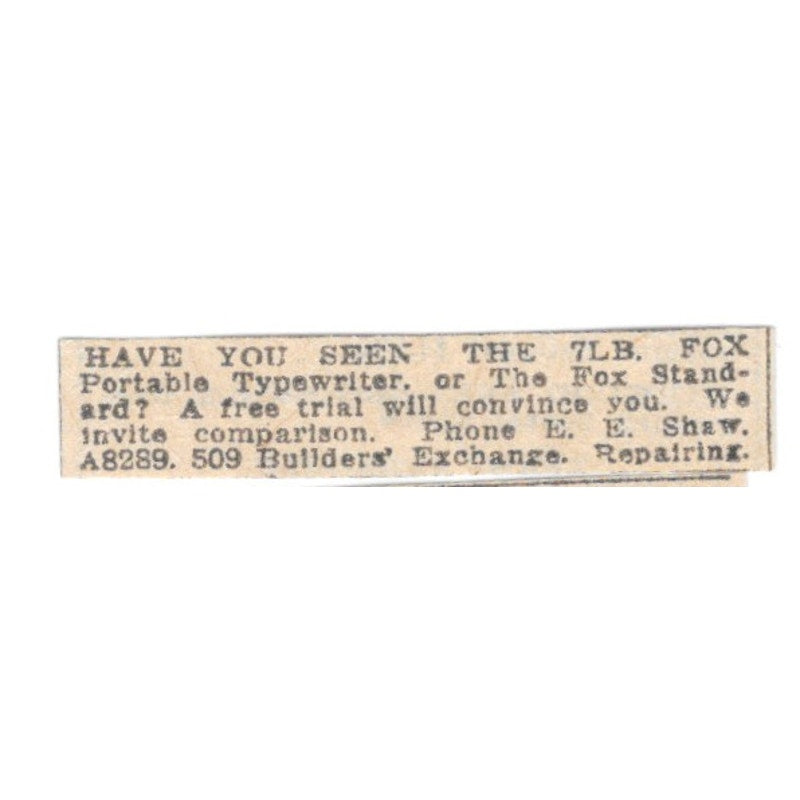 HAVE YOU SEEN THE 7LB. FOX
Portable Typewriter. or The Fox Stand-
ard? A free trial will convince you. We
invite comparison. Phone E. E. Shaw.
A8289. 509 Builders' Exchange. Repairing.